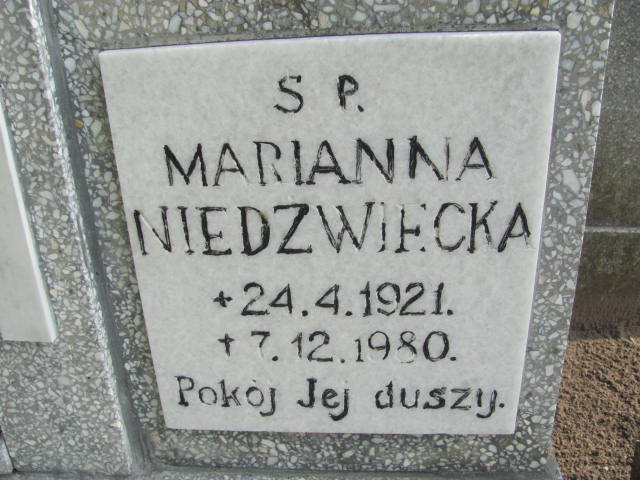 S P.
MARIANNA
NIEDZWIECKA
+ 24.4.1921.
† 7.12.1980.
Pokój Jej duszy.